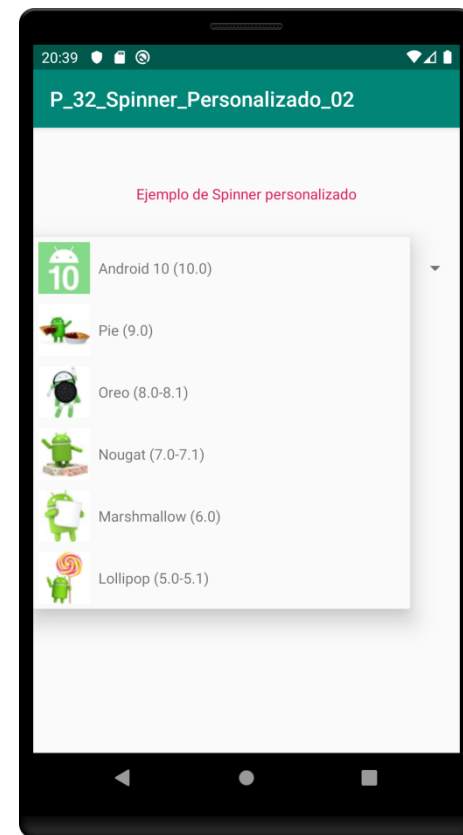 20:39
P_32_Spinner_Personalizado_02
Ejemplo de Spinner personalizado
10
Android 10 (10.0)
Pie (9.0)
Oreo (8.0-8.1)
Nougat (7.0-7.1)
Marshmallow (6.0)
Lollipop (5.0-5.1)